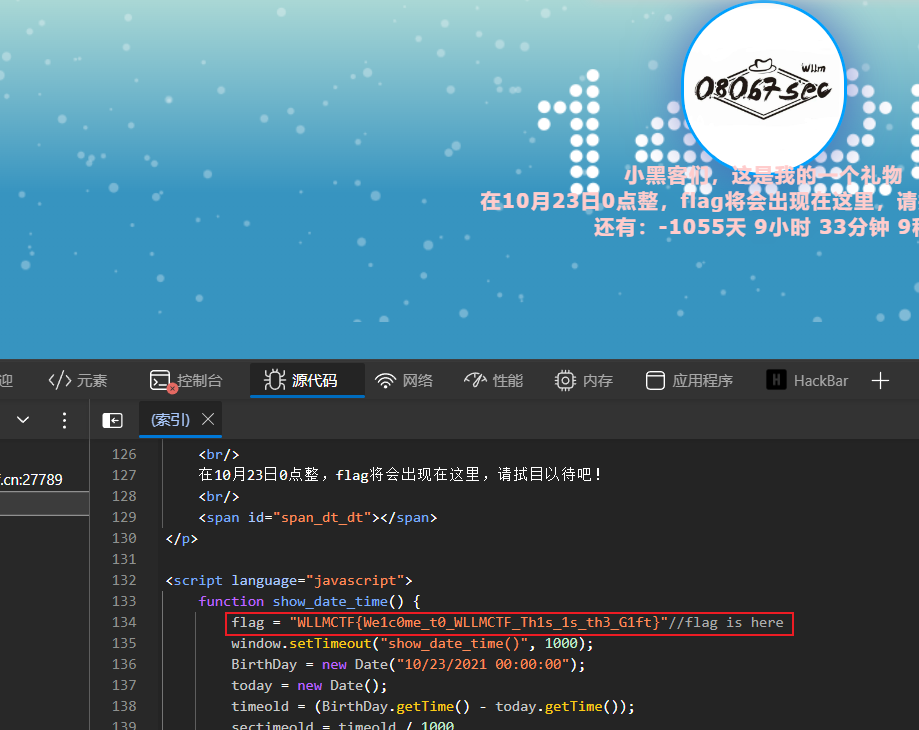 Wllm
08067sec
小黑客们，这是我的一个礼物
在10月23日0点整，flag将会出现在这里，请
还有：-1055天 9小时 33分钟 9秒
迎
元素
控制台
源代码
网络
性能
内存
应用程序
HackBar
(索引)
f.cn:27789
126 <br/>
127 在10月23日0点整，flag将会出现在这里，请拭目以待吧！
128 <br/>
129 <span id="span_dt_dt"></span>
130 </p>
131
132 <script language="javascript">
133 function show_date_time() {
134 flag = "WLLMCTF{We1c0me_t0_WLLMCTF_Th1s_1s_th3_G1ft}"//flag is here
135 window.setTimeout("show_date_time()", 1000);
136 BirthDay = new Date("10/23/2021 00:00:00");
137 today = new Date();
138 timeold = (BirthDay.getTime() - today.getTime());
139 sectimeold = timeold / 1000